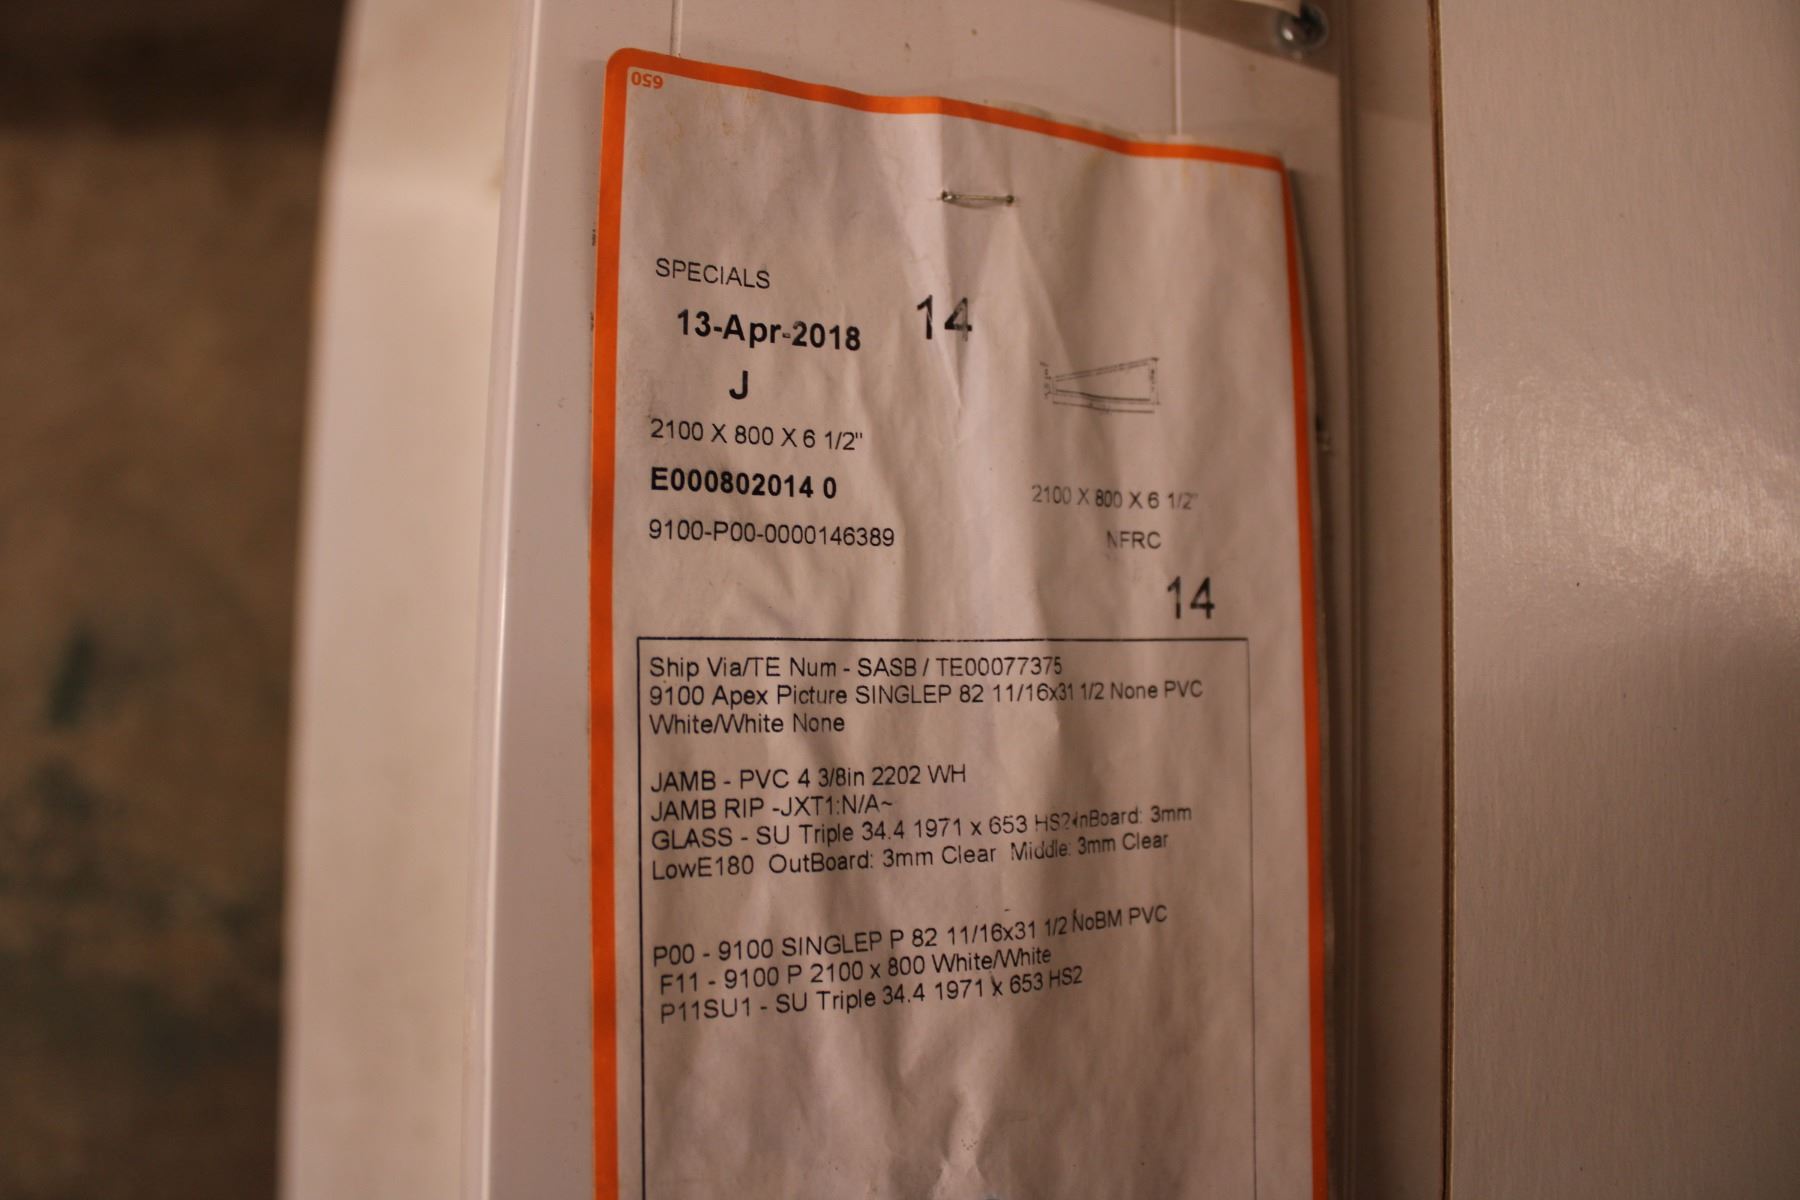 650
SPECIALS
13-Apr-2018 14
J
2100 X 800 X 6 1/2"
E000802014 0
9100-P00-0000146389
2100 X 800 X 6 1/2"
NFRC
14
Ship Via/TE Num - SASB / TE00077375
9100 Apex Picture SINGLEP 82 11/16x31 1/2 None PVC
White/White None
JAMB - PVC 4 3/8in 2202 WH
JAMB RIP -JXT1:N/A~
GLASS - SU Triple 34.4 1971 x 653 HS2 InBoard: 3mm
LowE180 OutBoard: 3mm Clear Middle: 3mm Clear
P00 - 9100 SINGLEP P 82 11/16x31 1/2 NoBM PVC
F11 - 9100 P 2100 x 800 White/White
P11SU1 - SU Triple 34.4 1971 x 653 HS2